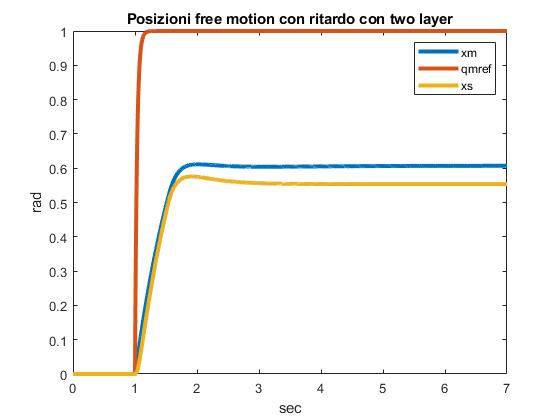 Posizioni free motion con ritardo con two layer
1
0.9
0.8
0.7
0.6
0.5
0.4
0.3
0.2
0.1
0
rad
xm
qmref
xs
0 1 2 3 4 5 6 7
sec